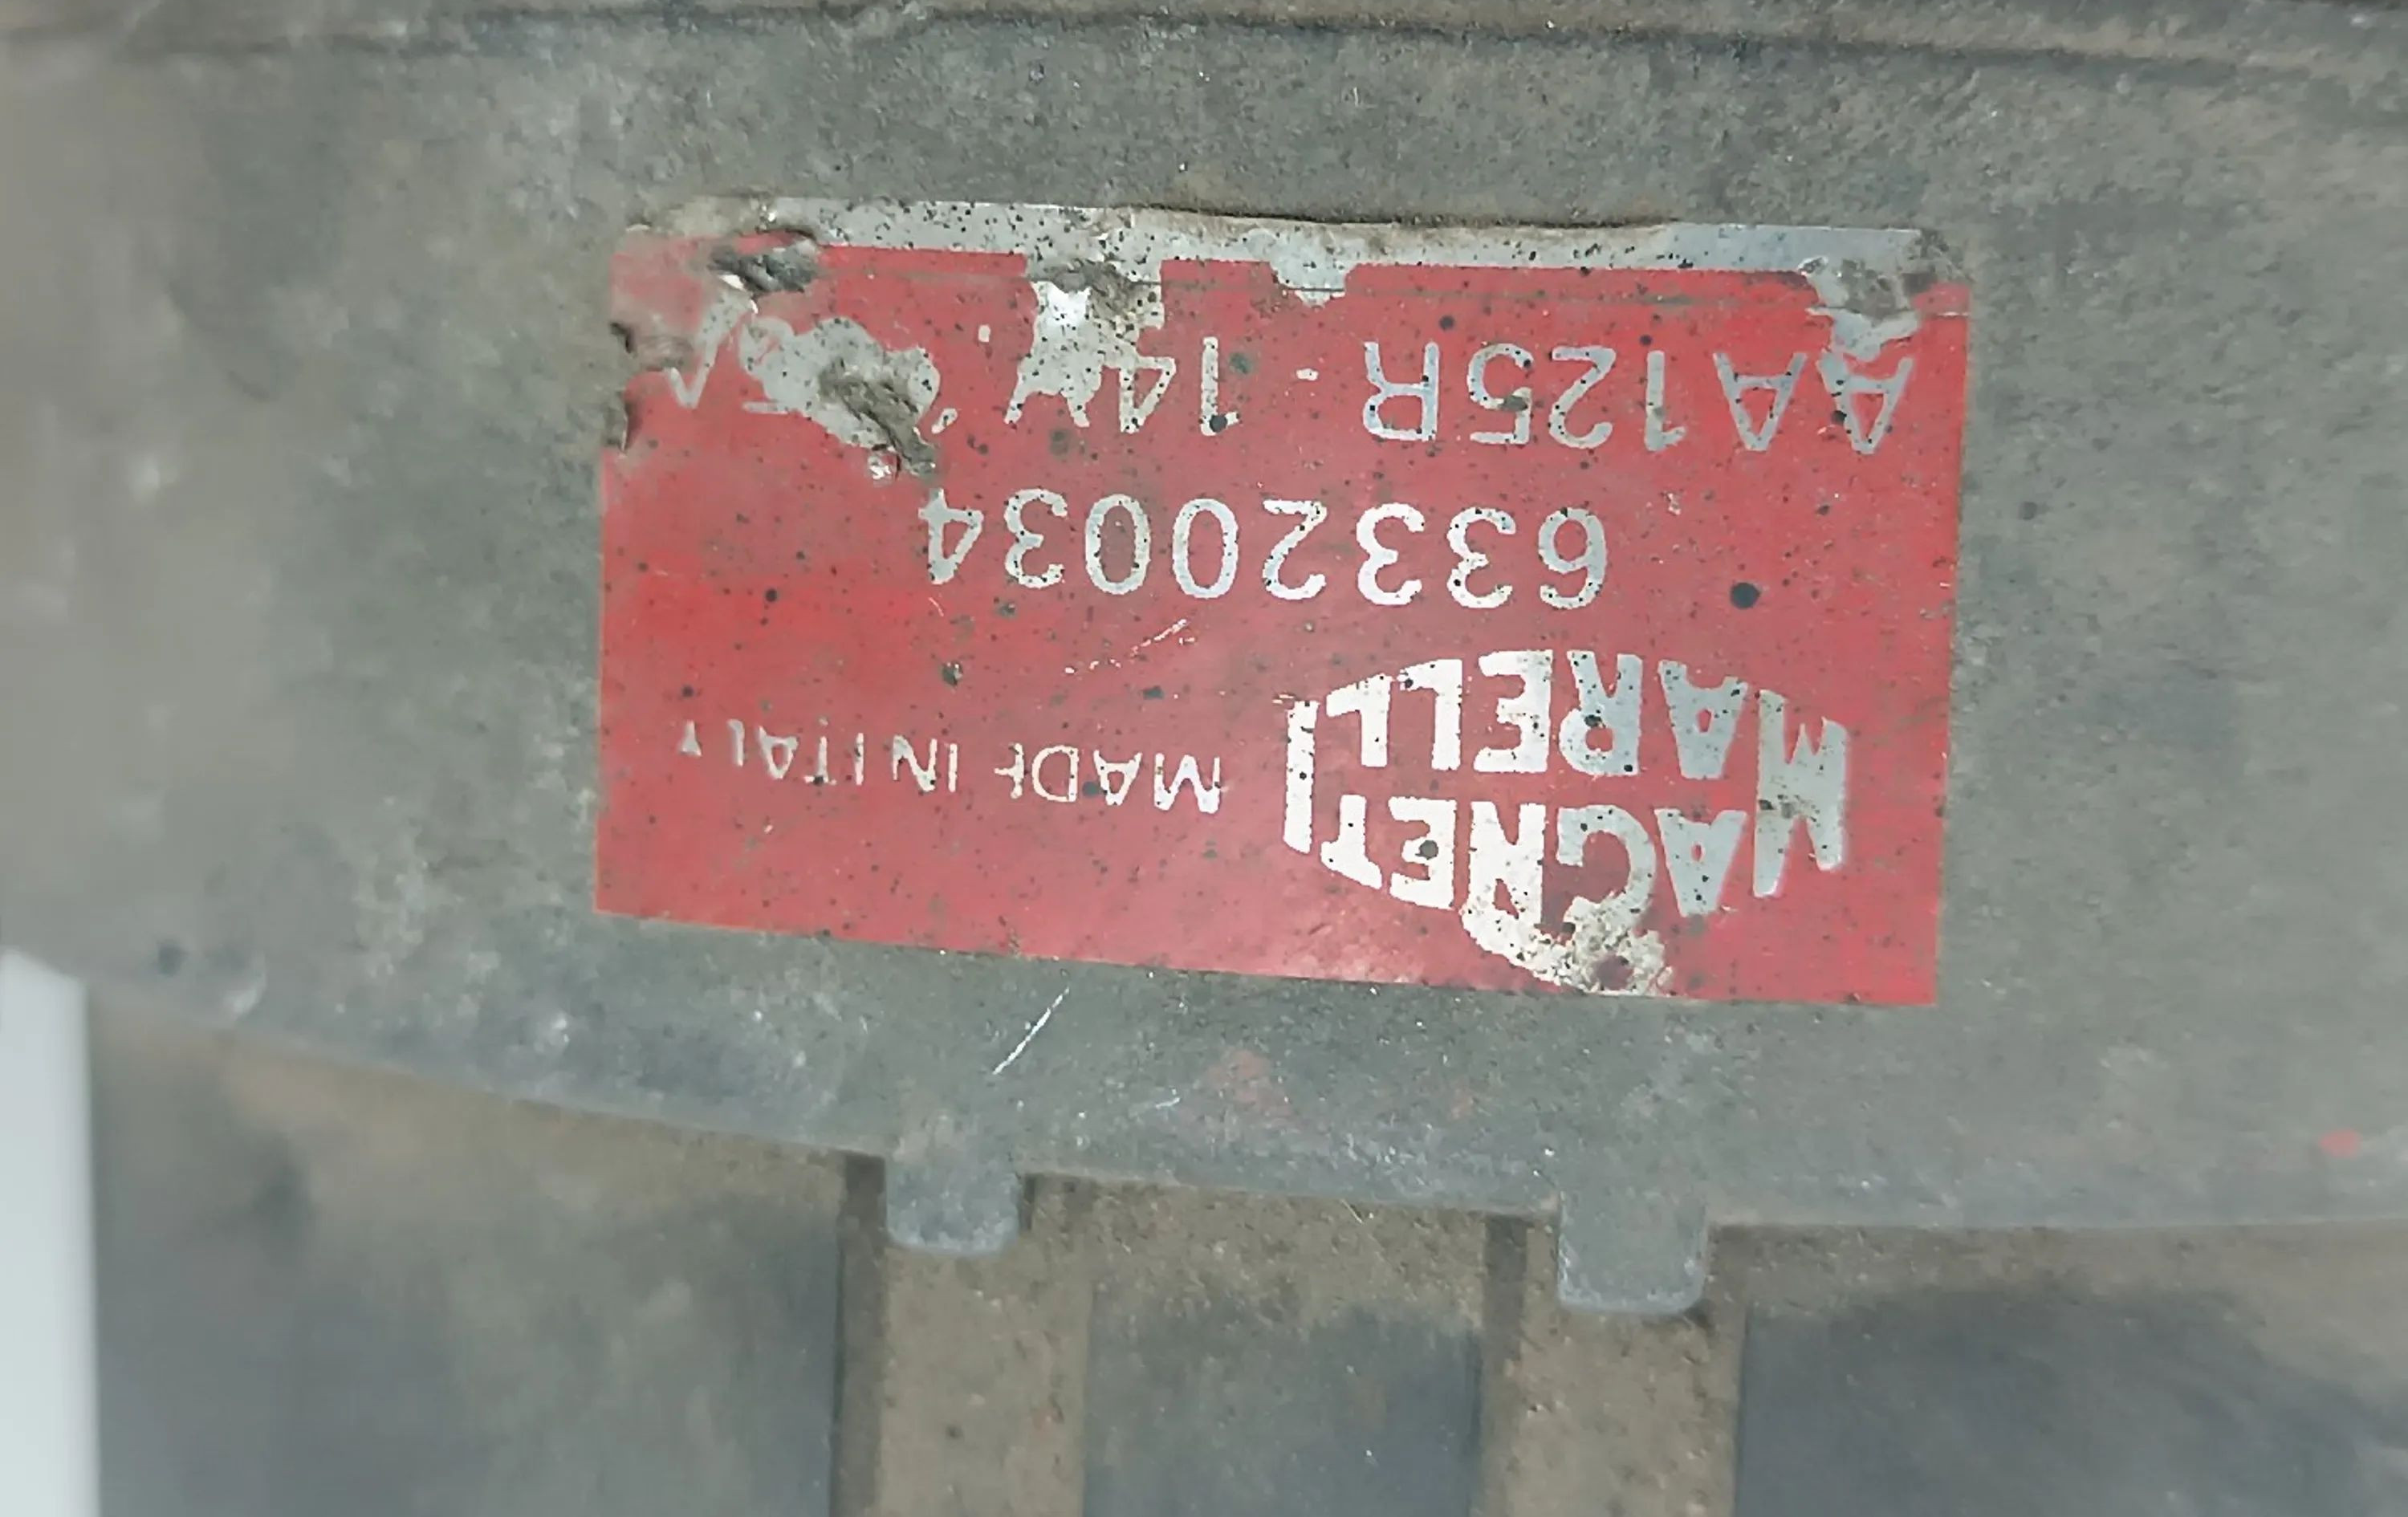 MAGNETI
MARELLI
MADE IN ITALY
63320034
AA125R - 14V